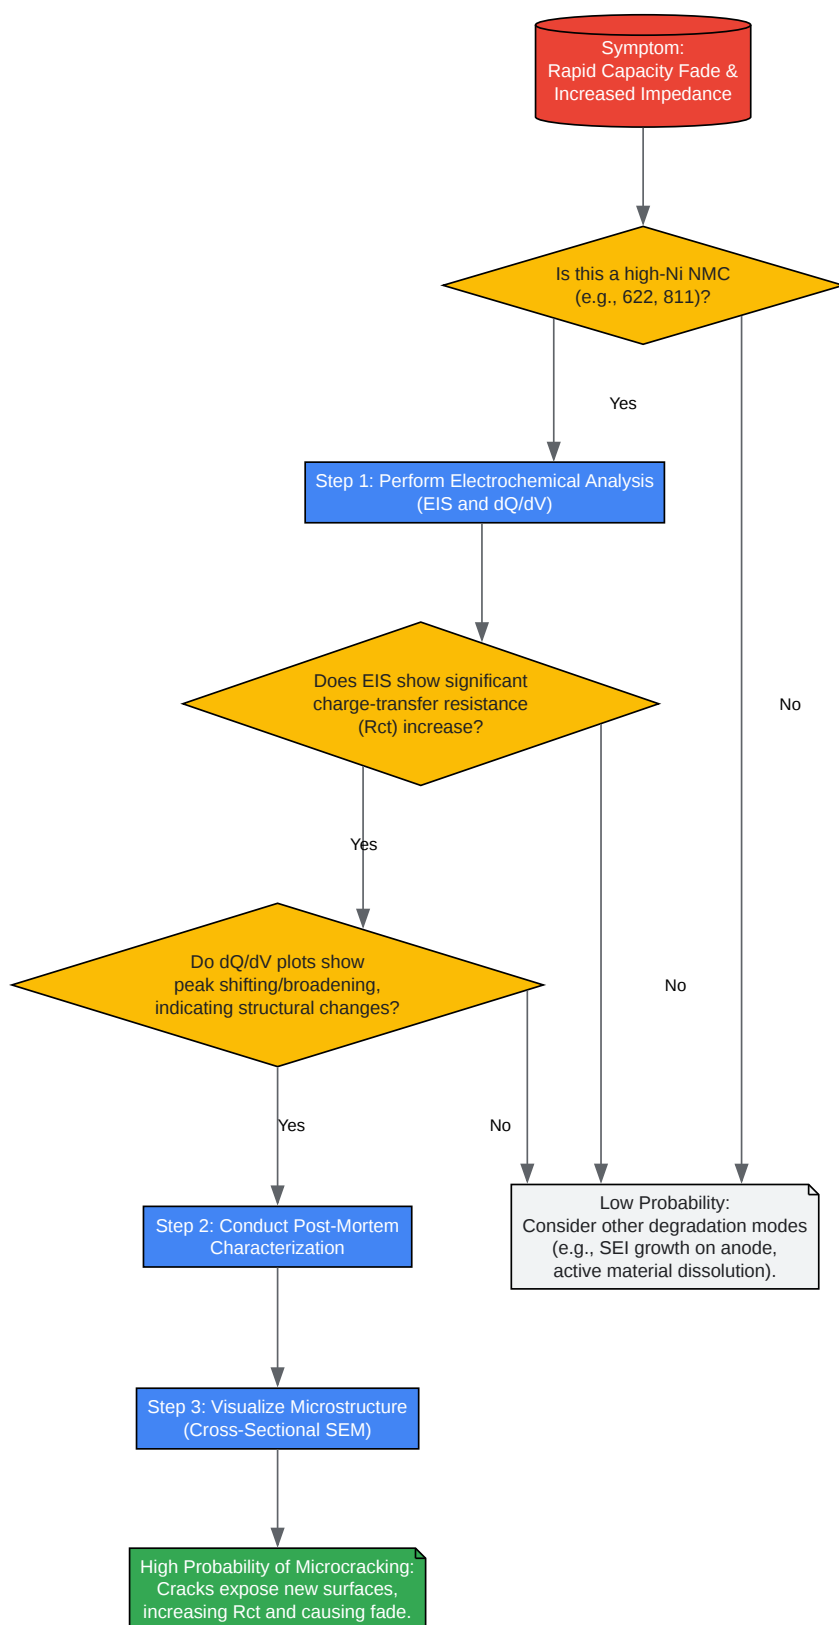 Symptom:
Rapid Capacity Fade &
Increased Impedance
Is this a high-Ni NMC
(e.g., 622, 811)?
Yes
Step 1: Perform Electrochemical Analysis
(EIS and dQ/dV)
Does EIS show significant
charge-transfer resistance
(Rct) increase?
No
Yes
Do dQ/dV plots show
peak shifting/broadening,
indicating structural changes?
No
Yes
No
Low Probability:
Consider other degradation modes
(e.g., SEI growth on anode,
active material dissolution).
Step 2: Conduct Post-Mortem
Characterization
Step 3: Visualize Microstructure
(Cross-Sectional SEM)
High Probability of Microcracking:
Cracks expose new surfaces,
increasing Rct and causing fade.